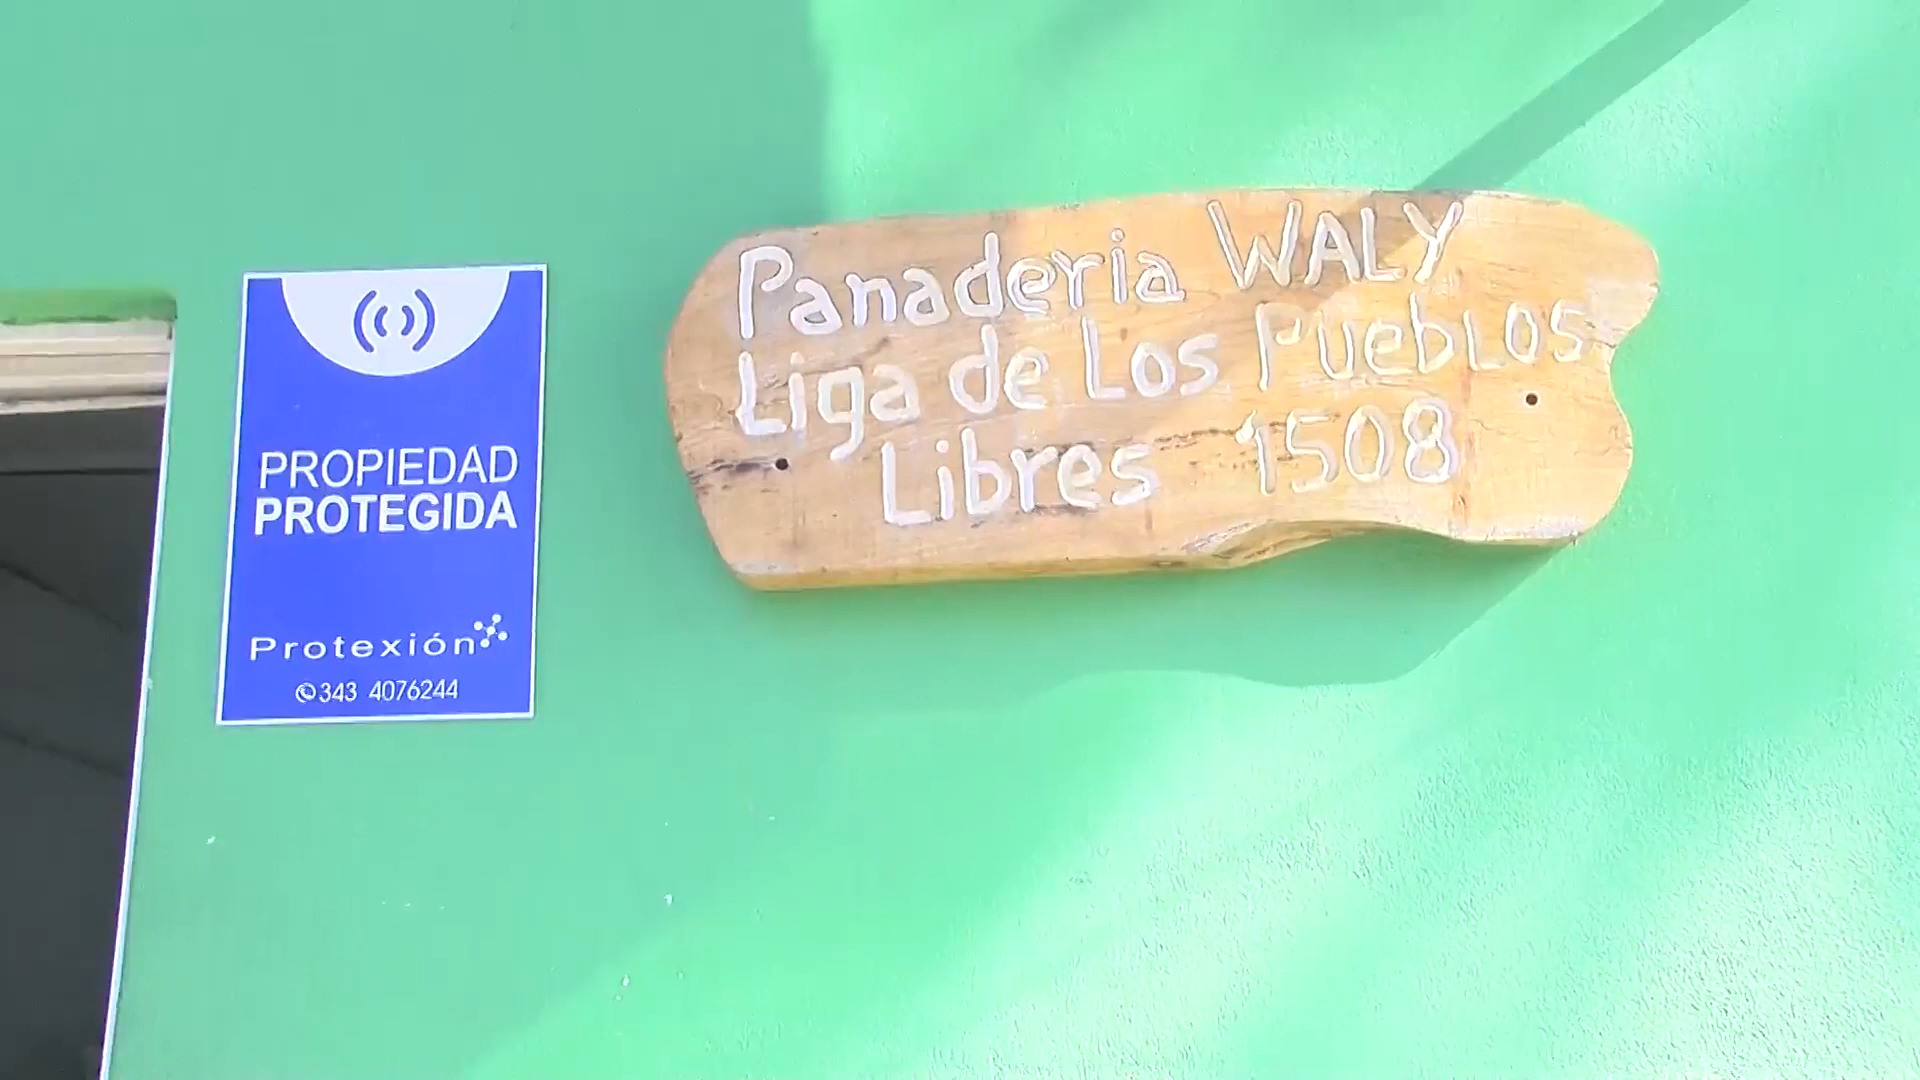 PROPIEDAD
PROTEGIDA
Protexión
343 4076244
Panaderia WALY
Liga de Los PuebLos
Libres 1508